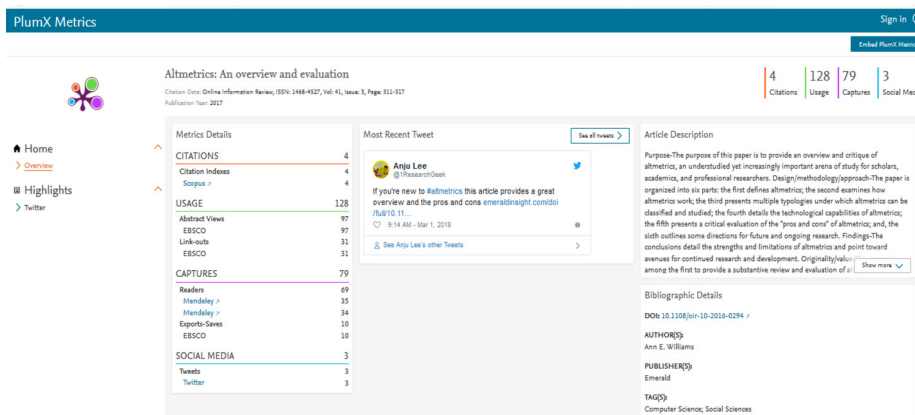 PlumX Metrics
Sign in
Embed PlumX Metric
Altmetrics: An overview and evaluation
Citation Data: Online Information Review, ISSN: 1468-4527, Vol: 41, Issue: 3, Page: 311-317
Publication Year: 2017
4 128 79 3
Citations Usage Captures Social Med
Home
Overview
Highlights
Twitter
Metrics Details
CITATIONS 4
Citation Indexes 4
Scopus 4
USAGE 128
Abstract Views 97
EBSCO 97
Link-outs 31
EBSCO 31
CAPTURES 79
Readers 69
Mendeley 35
Mendeley 34
Exports-Saves 10
EBSCO 10
SOCIAL MEDIA 3
Tweets 3
Twitter 3
Most Recent Tweet
See all tweets
Anju Lee
@1ResearchGeek
If you're new to #altmetrics this article provides a great
overview and the pros and cons emeraldinsight.com/doi
/full/10.11…
9:14 AM - Mar 1, 2018
See Anju Lee's other Tweets
Article Description
Purpose-The purpose of this paper is to provide an overview and critique of
altmetrics, an understudied yet increasingly important arena of study for scholars,
academics, and professional researchers. Design/methodology/approach-The paper is
organized into six parts: the first defines altmetrics; the second examines how
altmetrics work; the third presents multiple typologies under which altmetrics can be
classified and studied; the fourth details the technological capabilities of altmetrics;
the fifth presents a critical evaluation of the "pros and cons" of altmetrics; and, the
sixth outlines some directions for future and ongoing research. Findings-The
conclusions detail the strengths and limitations of altmetrics and point toward
avenues for continued research and development. Originality/valu
among the first to provide a substantive review and evaluation of
Show more
Bibliographic Details
DOI: 10.1108/oir-10-2016-0294
AUTHOR(S):
Ann E. Williams
PUBLISHER(S):
Emerald
TAG(S):
Computer Science; Social Sciences